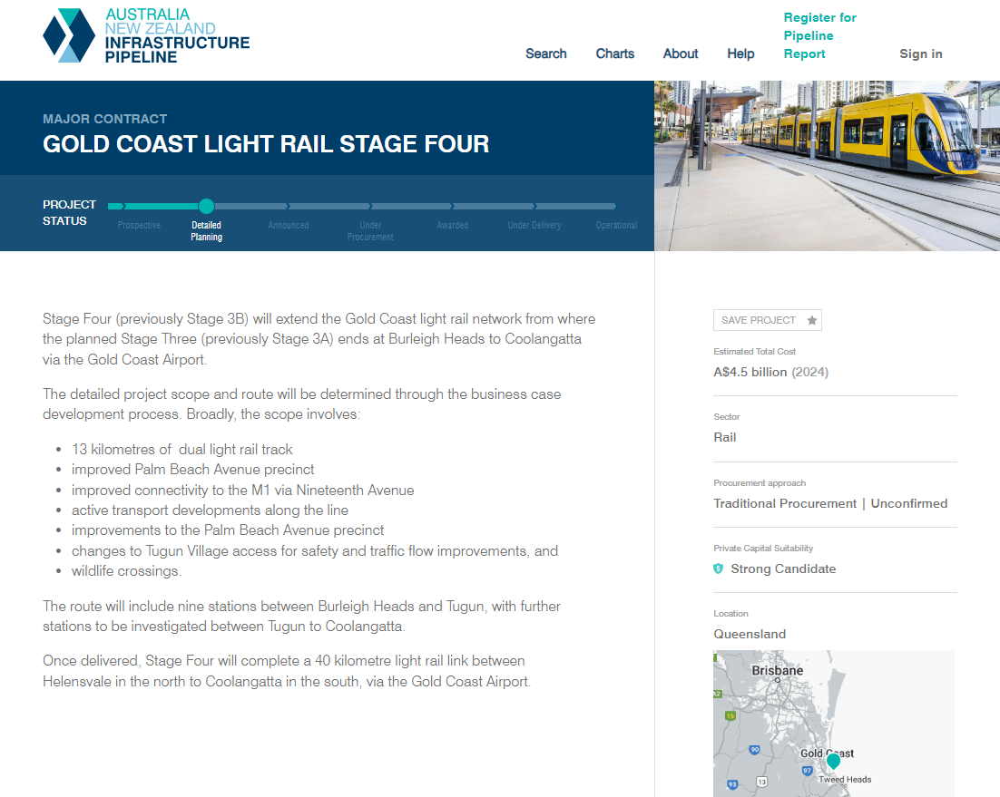 AUSTRALIA
NEW ZEALAND
INFRASTRUCTURE
PIPELINE
Search
Charts
About
Help
Register for
Pipeline
Report
Sign in
MAJOR CONTRACT
GOLD COAST LIGHT RAIL STAGE FOUR
PROJECT
STATUS
Prospective
Detailed
Planning
Announced
Under
Procurement
Awarded
Under Delivery
Operational
Stage Four (previously Stage 3B) will extend the Gold Coast light rail network from where
the planned Stage Three (previously Stage 3A) ends at Burleigh Heads to Coolangatta
via the Gold Coast Airport.
The detailed project scope and route will be determined through the business case
development process. Broadly, the scope involves:
• 13 kilometres of  dual light rail track
• improved Palm Beach Avenue precinct
• improved connectivity to the M1 via Nineteenth Avenue
• active transport developments along the line
• improvements to the Palm Beach Avenue precinct
• changes to Tugun Village access for safety and traffic flow improvements, and
• wildlife crossings.
The route will include nine stations between Burleigh Heads and Tugun, with further
stations to be investigated between Tugun to Coolangatta.
Once delivered, Stage Four will complete a 40 kilometre light rail link between
Helensvale in the north to Coolangatta in the south, via the Gold Coast Airport.
SAVE PROJECT
Estimated Total Cost
A$4.5 billion (2024)
Sector
Rail
Procurement approach
Traditional Procurement | Unconfirmed
Private Capital Suitability
$ Strong Candidate
Location
Queensland
Brisbane
A2
15
90
Gold Coast
97
Tweed Heads
93
13